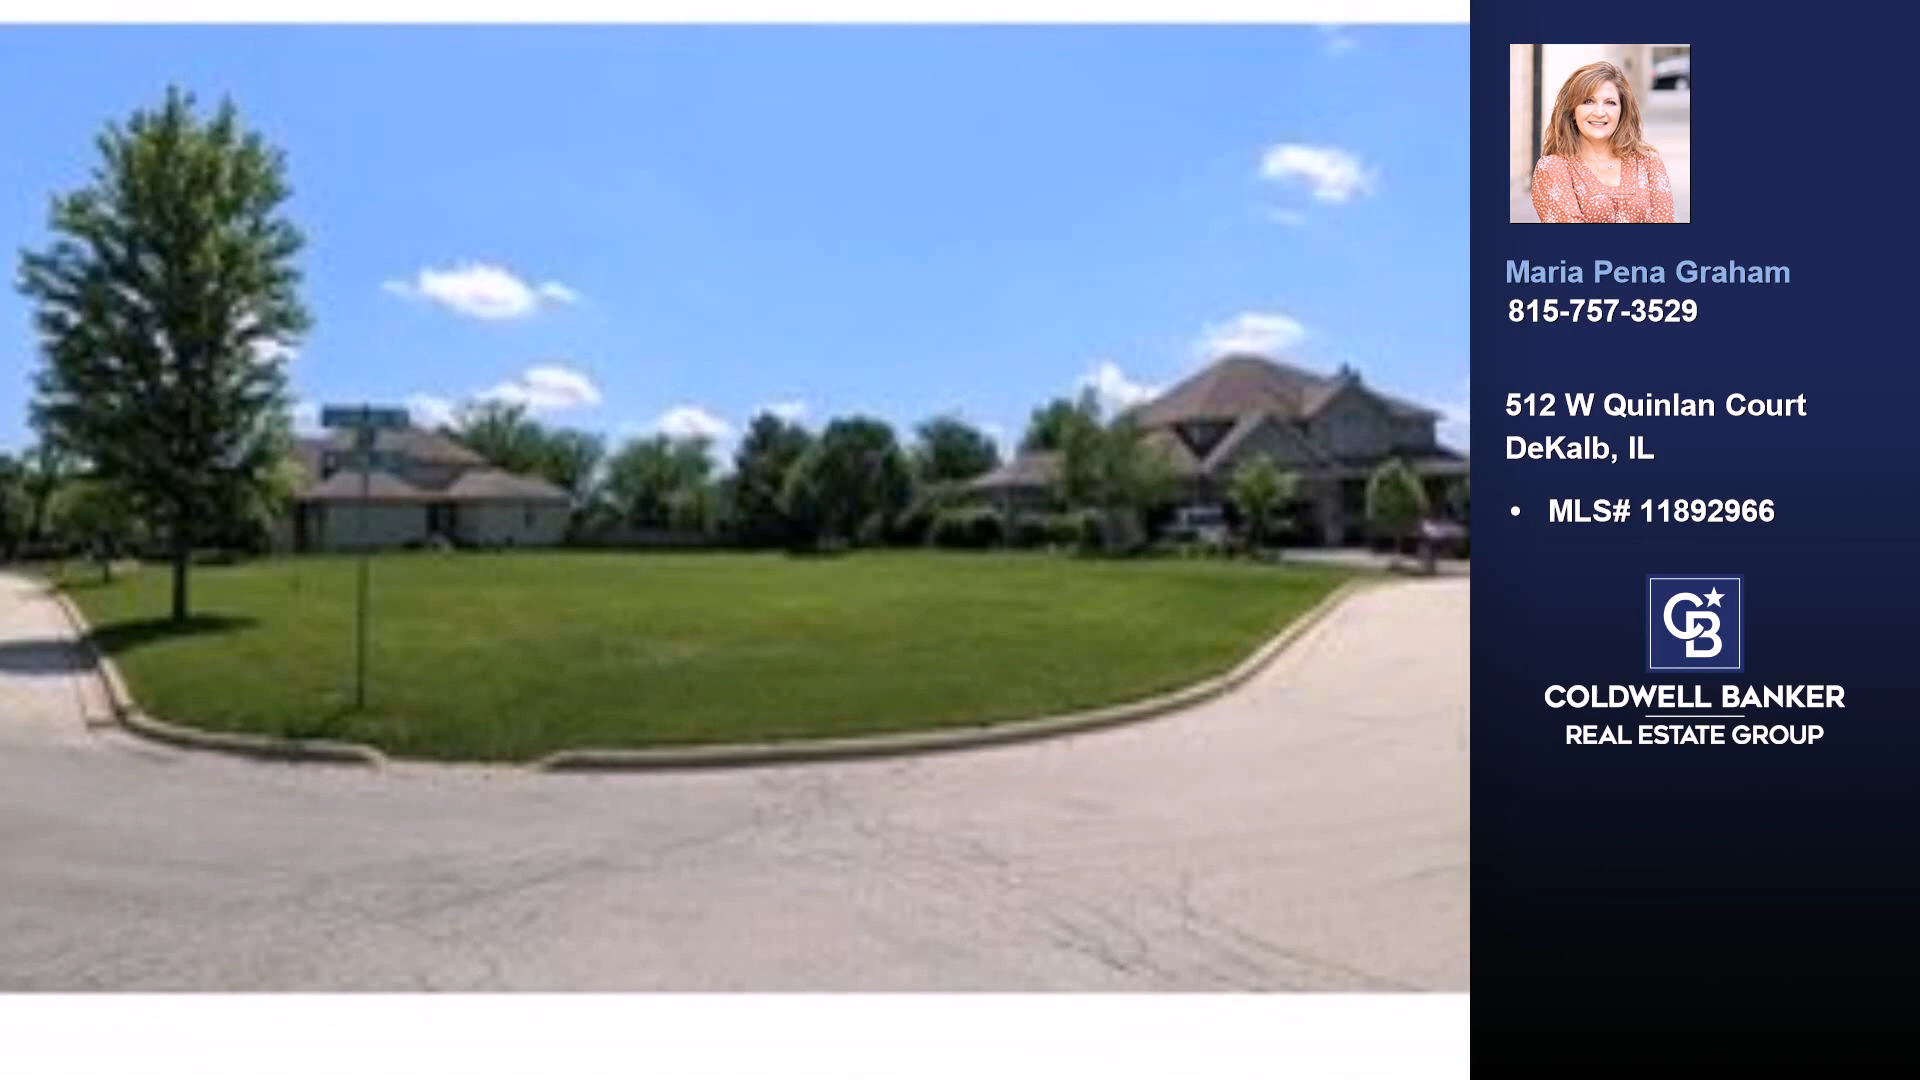 Maria Pena Graham
815-757-3529
512 W Quinlan Court
DeKalb, IL
• MLS# 11892966
CB
COLDWELL BANKER
REAL ESTATE GROUP